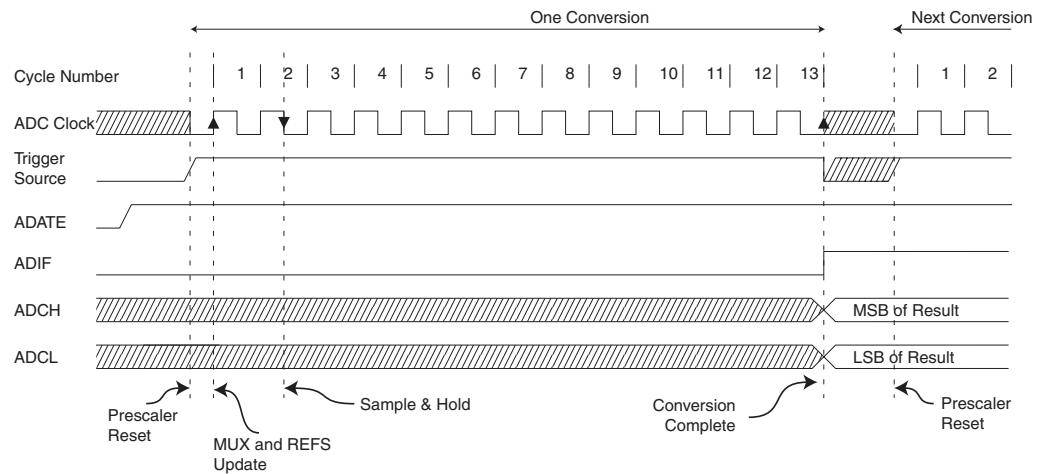 One Conversion
Next Conversion
Cycle Number
1 2 3 4 5 6 7 8 9 10 11 12 13 1 2
ADC Clock
Trigger
Source
ADATE
ADIF
ADCH
MSB of Result
ADCL
LSB of Result
Prescaler
Reset
MUX and REFS
Update
Sample & Hold
Conversion
Complete
Prescaler
Reset